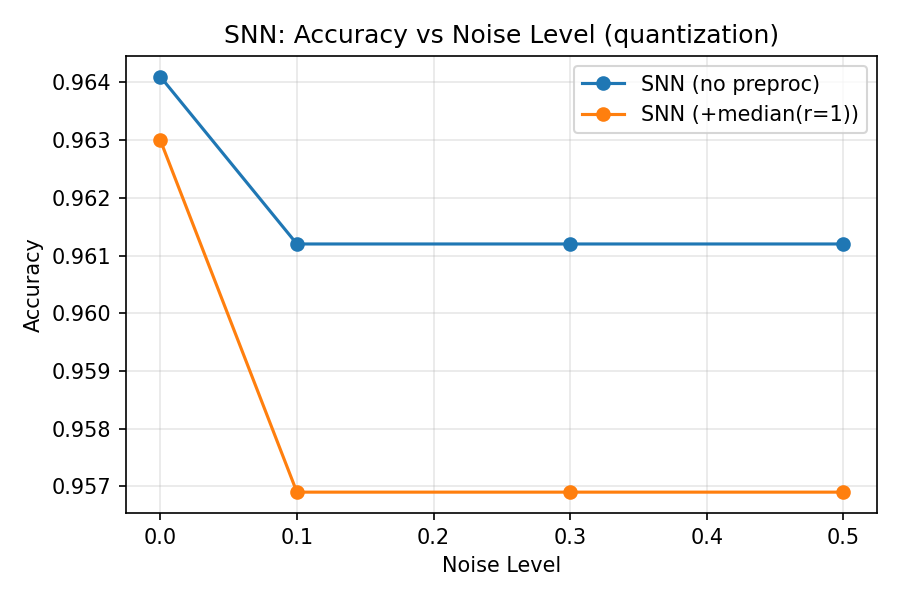 SNN: Accuracy vs Noise Level (quantization)
SNN (no preproc)
SNN (+median(r=1))
Accuracy
0.964
0.963
0.962
0.961
0.960
0.959
0.958
0.957
0.0 0.1 0.2 0.3 0.4 0.5
Noise Level